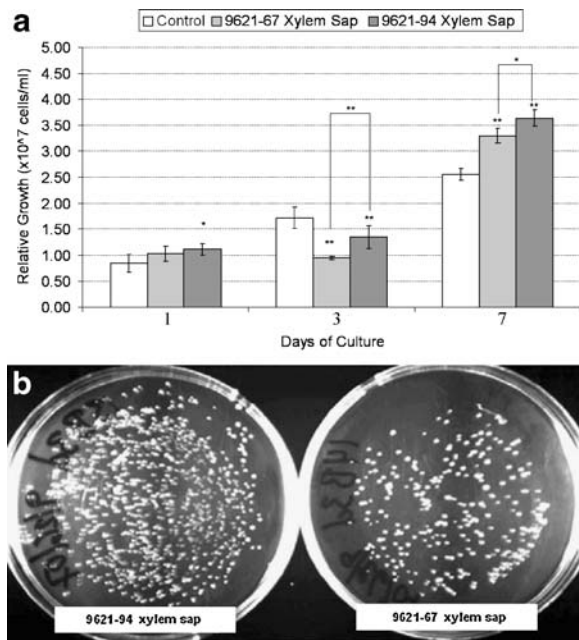 a
Control 9621-67 Xylem Sap 9621-94 Xylem Sap
Relative Growth (x10^7 cells/ml)
5.00
4.50
4.00
3.50
3.00
2.50
2.00
1.50
1.00
0.50
0.00
*
**
**
**
*
**
**
1 3 7
Days of Culture
b
9621-94 xylem sap 9621-67 xylem sap